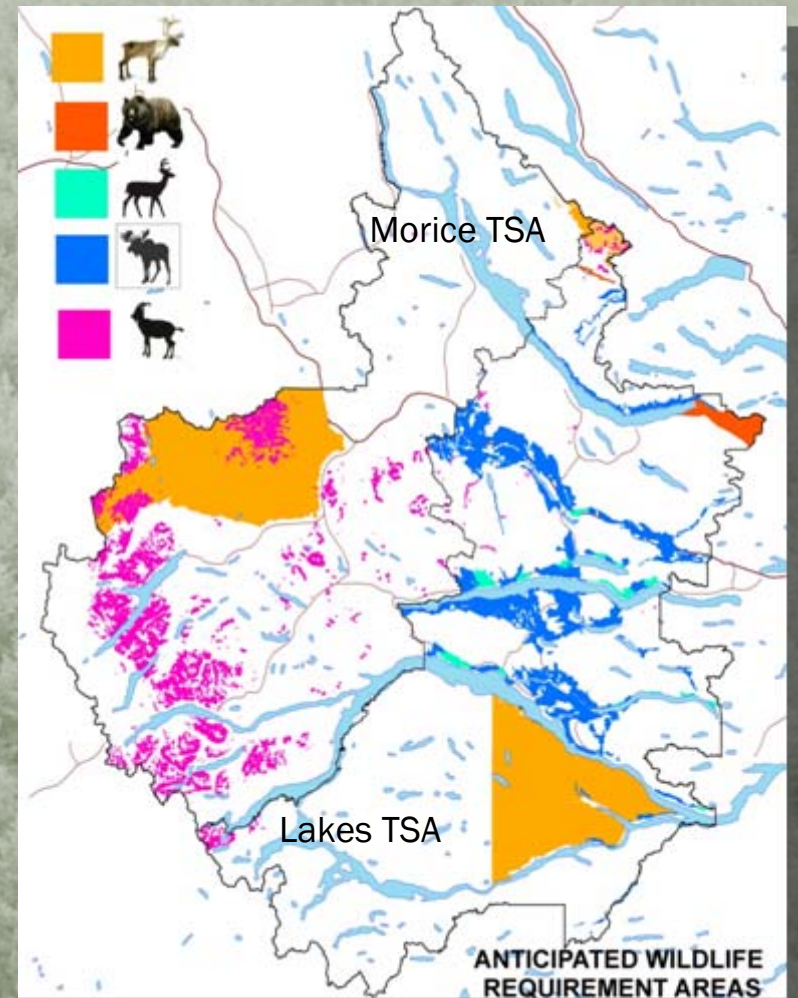 Morice TSA
Lakes TSA
ANTICIPATED WILDLIFE
REQUIREMENT AREAS